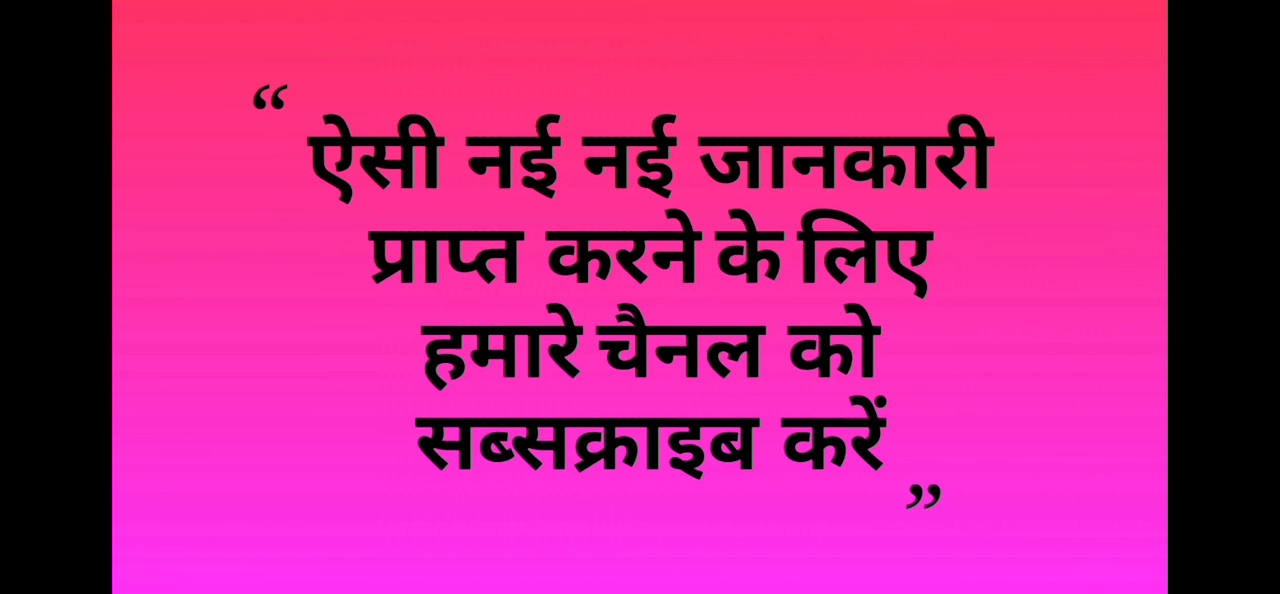 “ ऐसी नई नई जानकारी
प्राप्त करने के लिए
हमारे चैनल को
सब्सक्राइब करें ”